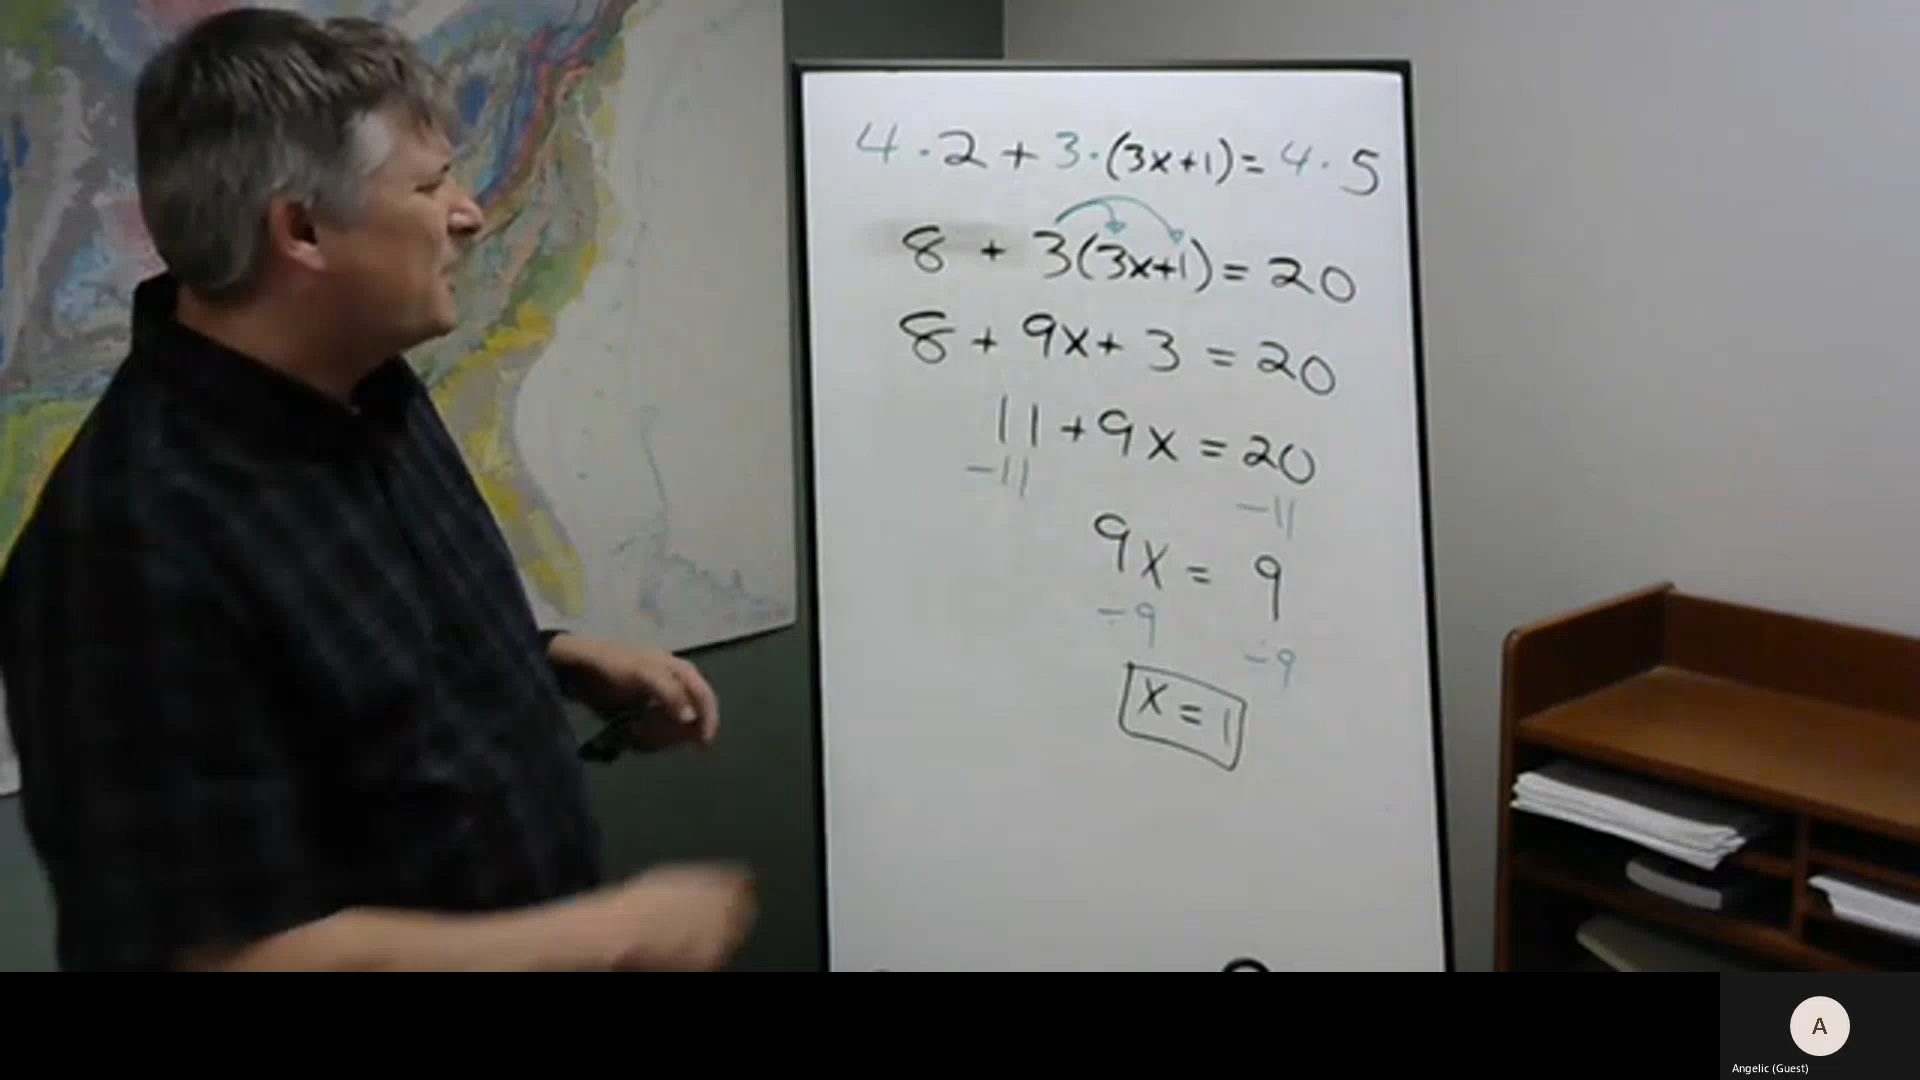 4 · 2 + 3 · (3x+1) = 4 · 5
8 + 3(3x+1) = 20
8 + 9x + 3 = 20
11 + 9x = 20
-11 -11
9x = 9
÷9 ÷9
x = 1
A
Angelic (Guest)